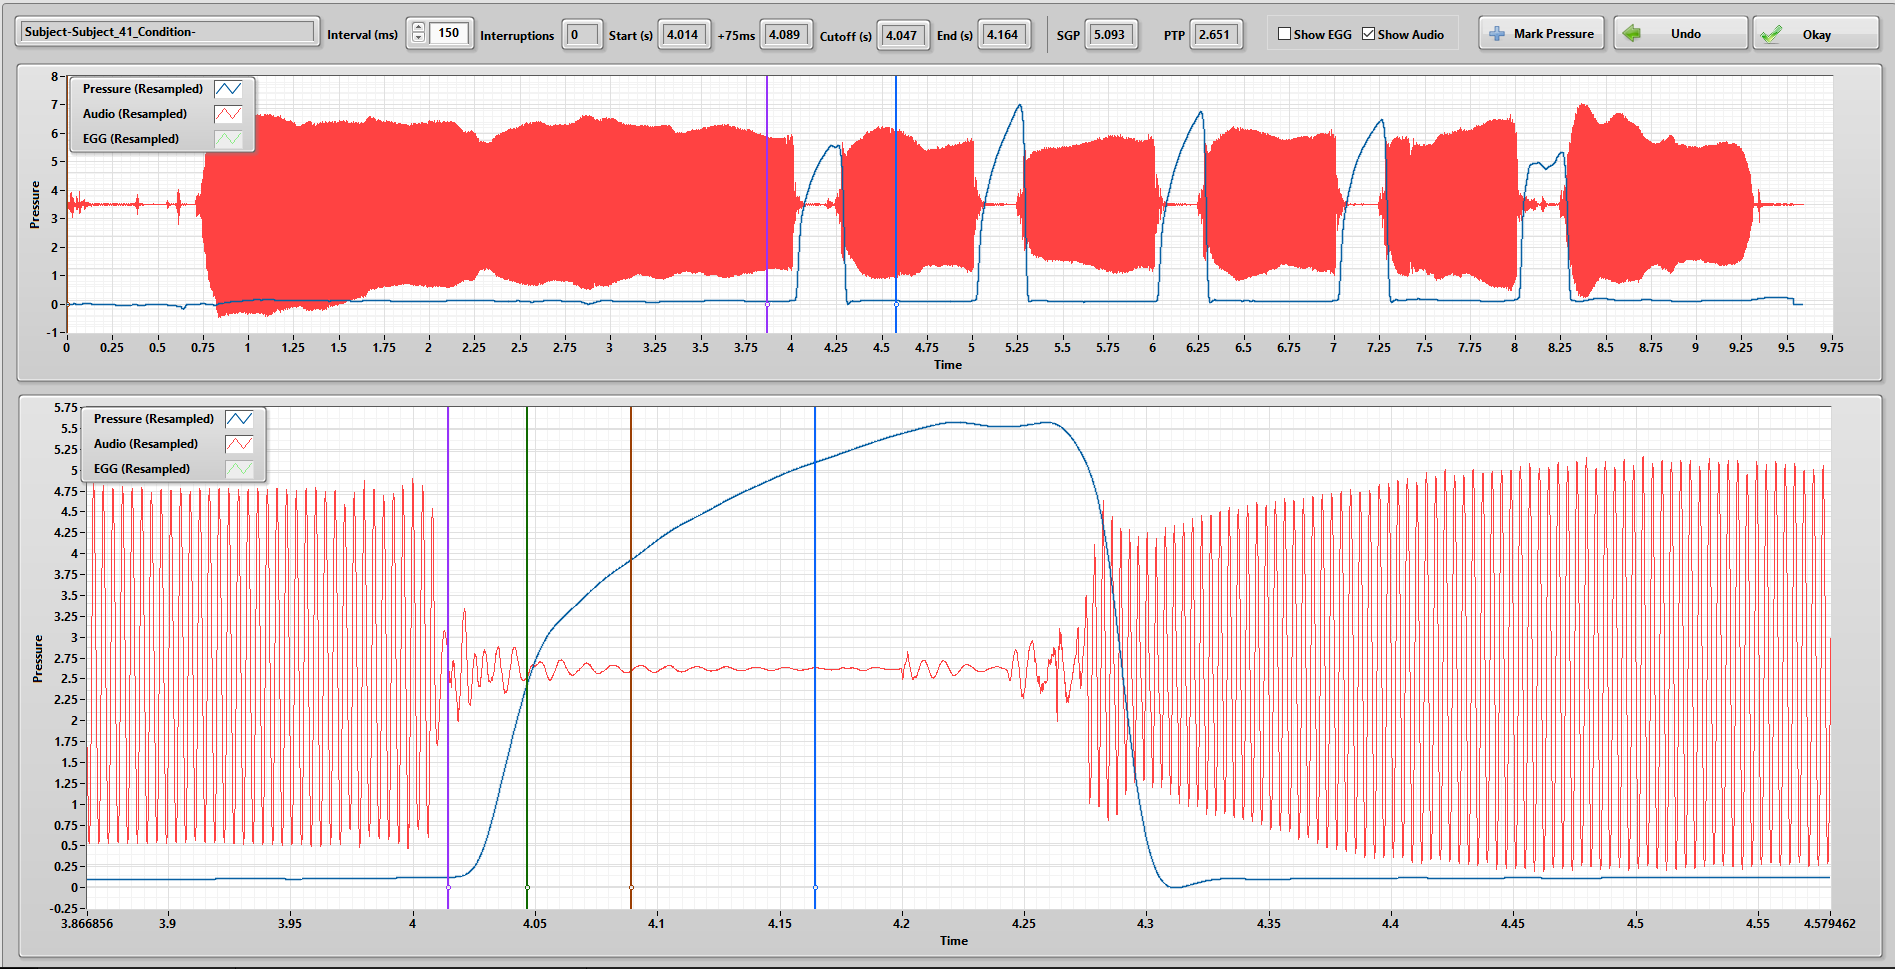 Subject-Subject_41_Condition- Interval (ms) 150 Interruptions 0 Start (s) 4.014 +75ms 4.089 Cutoff (s) 4.047 End (s) 4.164 SGP 5.093 PTP 2.651 Show EGG Show Audio Mark Pressure Undo Okay
Pressure (Resampled)
Audio (Resampled)
EGG (Resampled)
Pressure
8
7
6
5
4
3
2
1
0
-1
0 0.25 0.5 0.75 1 1.25 1.5 1.75 2 2.25 2.5 2.75 3 3.25 3.5 3.75 4 4.25 4.5 4.75 5 5.25 5.5 5.75 6 6.25 6.5 6.75 7 7.25 7.5 7.75 8 8.25 8.5 8.75 9 9.25 9.5 9.75
Time
Pressure (Resampled)
Audio (Resampled)
EGG (Resampled)
Pressure
5.75
5.5
5.25
5
4.75
4.5
4.25
4
3.75
3.5
3.25
3
2.75
2.5
2.25
2
1.75
1.5
1.25
1
0.75
0.5
0.25
0
-0.25
3.866856 3.9 3.95 4 4.05 4.1 4.15 4.2 4.25 4.3 4.35 4.4 4.45 4.5 4.55 4.579462
Time